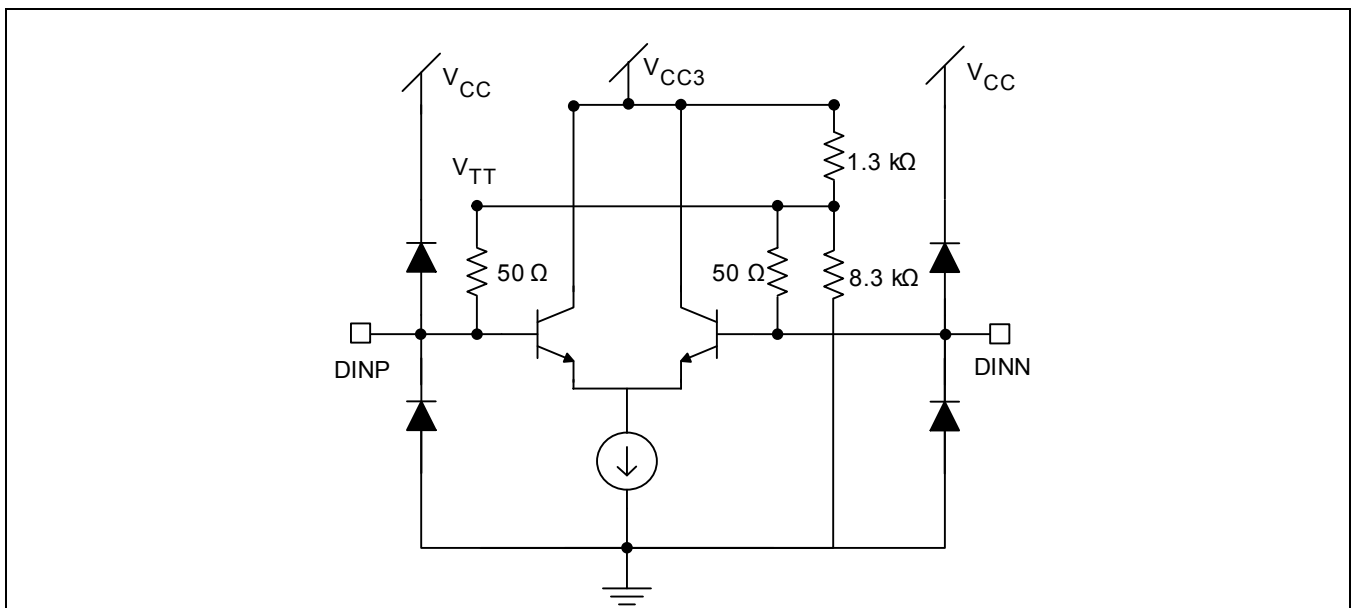 V_CC
V_CC3
V_CC
1.3 kΩ
V_TT
50 Ω
50 Ω
8.3 kΩ
DINP
DINN